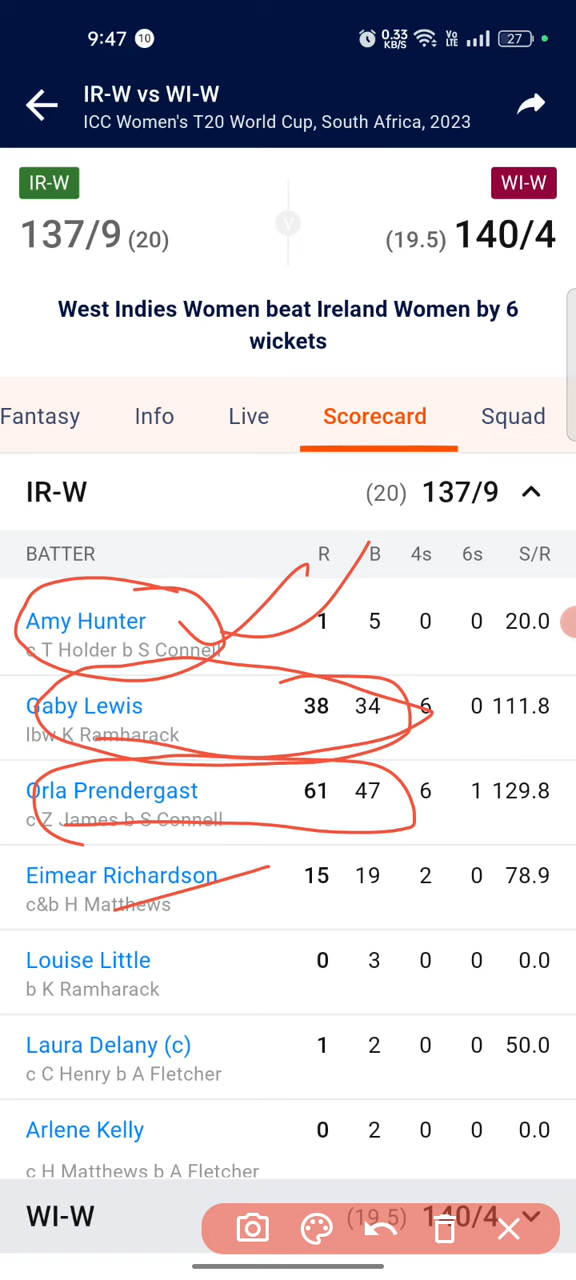 9:47 10 0.33 KB/S Vo LTE 27
IR-W vs WI-W
ICC Women's T20 World Cup, South Africa, 2023
IR-W WI-W
137/9 (20) V (19.5) 140/4
West Indies Women beat Ireland Women by 6
wickets
Fantasy Info Live Scorecard Squad
IR-W (20) 137/9
BATTER R B 4s 6s S/R
Amy Hunter 1 5 0 0 20.0
c T Holder b S Connell
Gaby Lewis 38 34 6 0 111.8
lbw K Ramharack
Orla Prendergast 61 47 6 1 129.8
c Z James b S Connell
Eimear Richardson 15 19 2 0 78.9
c&b H Matthews
Louise Little 0 3 0 0 0.0
b K Ramharack
Laura Delany (c) 1 2 0 0 50.0
c C Henry b A Fletcher
Arlene Kelly 0 2 0 0 0.0
c H Matthews b A Fletcher
WI-W (19.5) 140/4